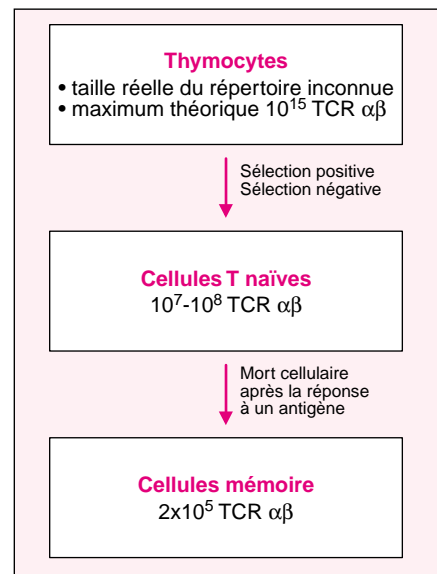 Thymocytes
• taille réelle du répertoire inconnue
• maximum théorique 10¹⁵ TCR αβ
Sélection positive
Sélection négative
Cellules T naïves
10⁷-10⁸ TCR αβ
Mort cellulaire
après la réponse
à un antigène
Cellules mémoire
2x10⁵ TCR αβ